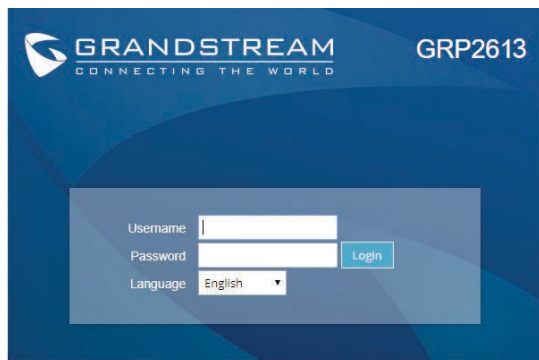 GRANDSTREAM
CONNECTING THE WORLD
GRP2613
Username
Password
Login
Language
English